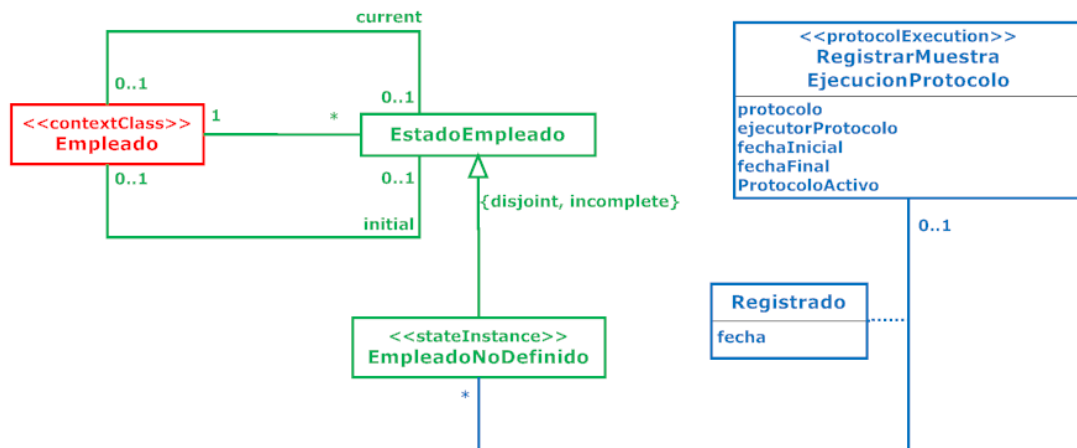 current
0..1
0..1
<<contextClass>>
Empleado
1
*
EstadoEmpleado
0..1
0..1
initial
{disjoint, incomplete}
<<stateInstance>>
EmpleadoNoDefinido
*
<<protocolExecution>>
RegistrarMuestra
EjecucionProtocolo
protocolo
ejecutorProtocolo
fechaInicial
fechaFinal
ProtocoloActivo
0..1
Registrado
fecha